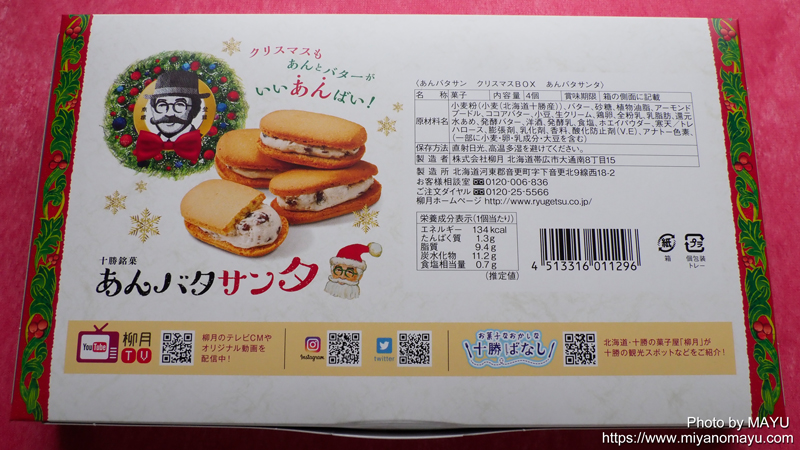 クリスマスも
あんとバターが
いいあんばい！
十勝銘菓
あんバタサンタ
〈あんバタサン クリスマスBOX あんバタサンタ〉
名 称 菓子 内容量 4個 賞味期限 箱の側面に記載
原材料名 小麦粉（小麦（北海道十勝産））、バター、砂糖、植物油脂、アーモンド
プードル、ココアバター、小豆、生クリーム、鶏卵、全粉乳、乳脂肪、還元
水あめ、発酵バター、洋酒、発酵乳、食塩、ホエイパウダー、寒天／トレ
ハロース、膨張剤、乳化剤、香料、酸化防止剤（V.E）、アナトー色素、
（一部に小麦・卵・乳成分・大豆を含む）
保存方法 直射日光、高温多湿を避けてください。
製造者 株式会社柳月 北海道帯広市大通南8丁目15
製 造 所 北海道河東郡音更町字下音更北9線西18-2
お客様相談室 0120-006-836
ご注文ダイヤル 0120-25-5566
柳月ホームページ http://www.ryugetsu.co.jp/
栄養成分表示（1個当たり）
エネルギー 134kcal
たんぱく質 1.3g
脂質 9.4g
炭水化物 11.2g
食塩相当量 0.7g
（推定値）
4 513316 011296
紙
箱
プラ
個包装
トレー
YouTube
柳月
TV
柳月のテレビCMや
オリジナル動画を
配信中！
Instagram
twitter
お菓子なおかしな
十勝ばなし
北海道・十勝の菓子屋「柳月」が
十勝の観光スポットなどをご紹介！
Photo by MAYU
https://www.miyanomayu.com/